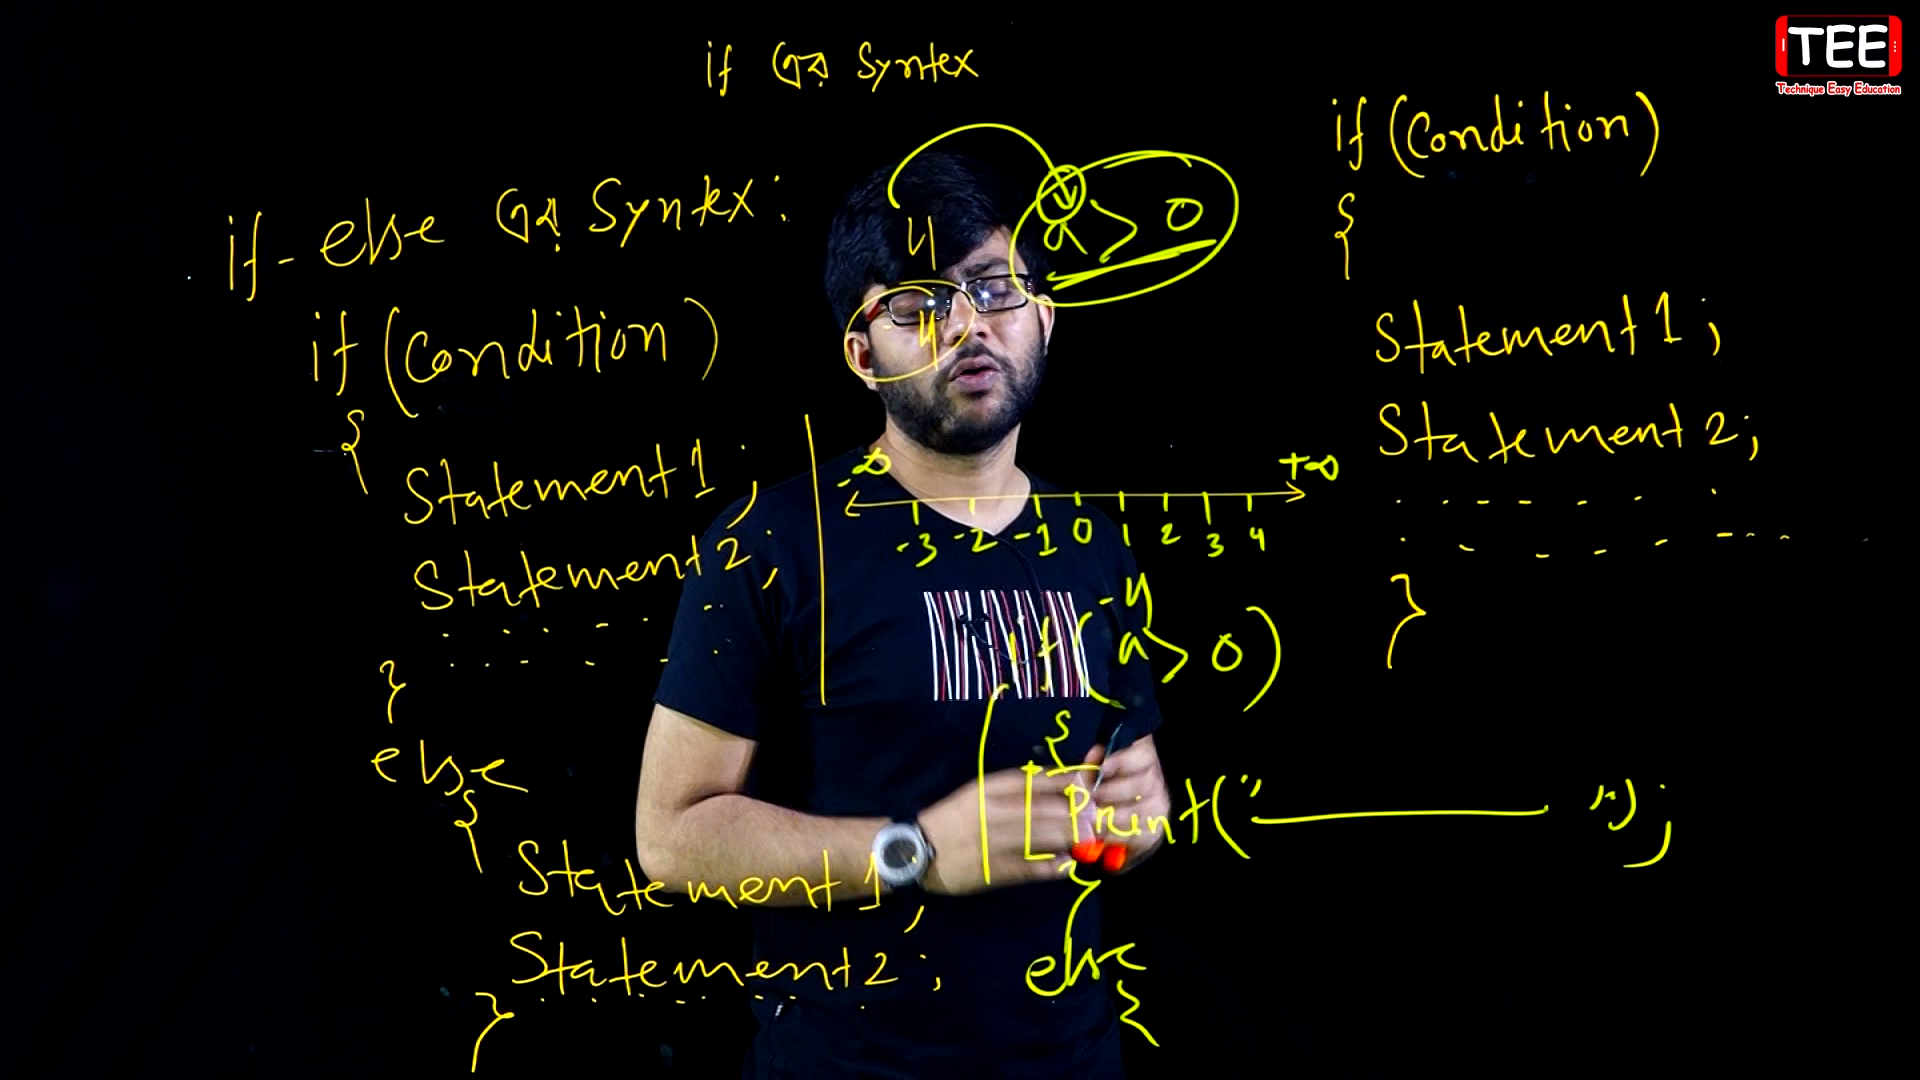 if এর Syntex
TEE
Technique Easy Education
if-else এর Syntex:
if (Condition)
{
Statement 1;
Statement 2;
. . . . . .
. . . . . .
}
else
{
Statement 1;
Statement 2;
. . . . . . . .
}
4
a > 0
-4
-∞ +∞
-3 -2 -1 0 1 2 3 4
-4
if (a > 0)
{
Print(" ");
}
else
{
if (Condition)
{
Statement 1;
Statement 2;
. . - - - - .
. - - - - - - . .
}